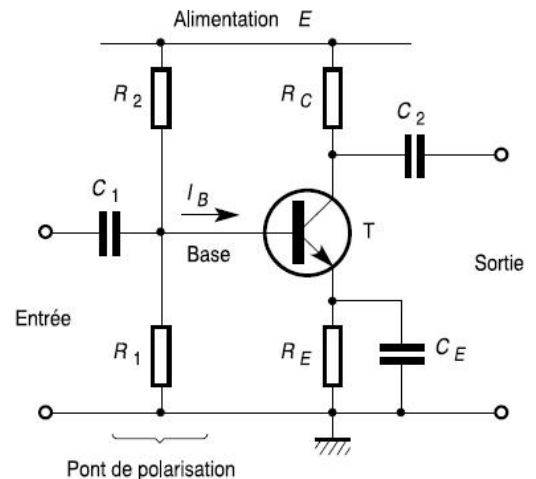 Alimentation E
R2
RC
C2
C1
IB
T
Base
Sortie
Entrée
R1
RE
CE
Pont de polarisation